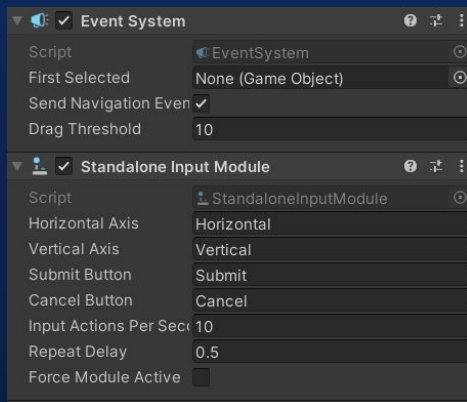 Event System
Script EventSystem
First Selected None (Game Object)
Send Navigation Even
Drag Threshold 10
Standalone Input Module
Script StandaloneInputModule
Horizontal Axis Horizontal
Vertical Axis Vertical
Submit Button Submit
Cancel Button Cancel
Input Actions Per Sec 10
Repeat Delay 0.5
Force Module Active